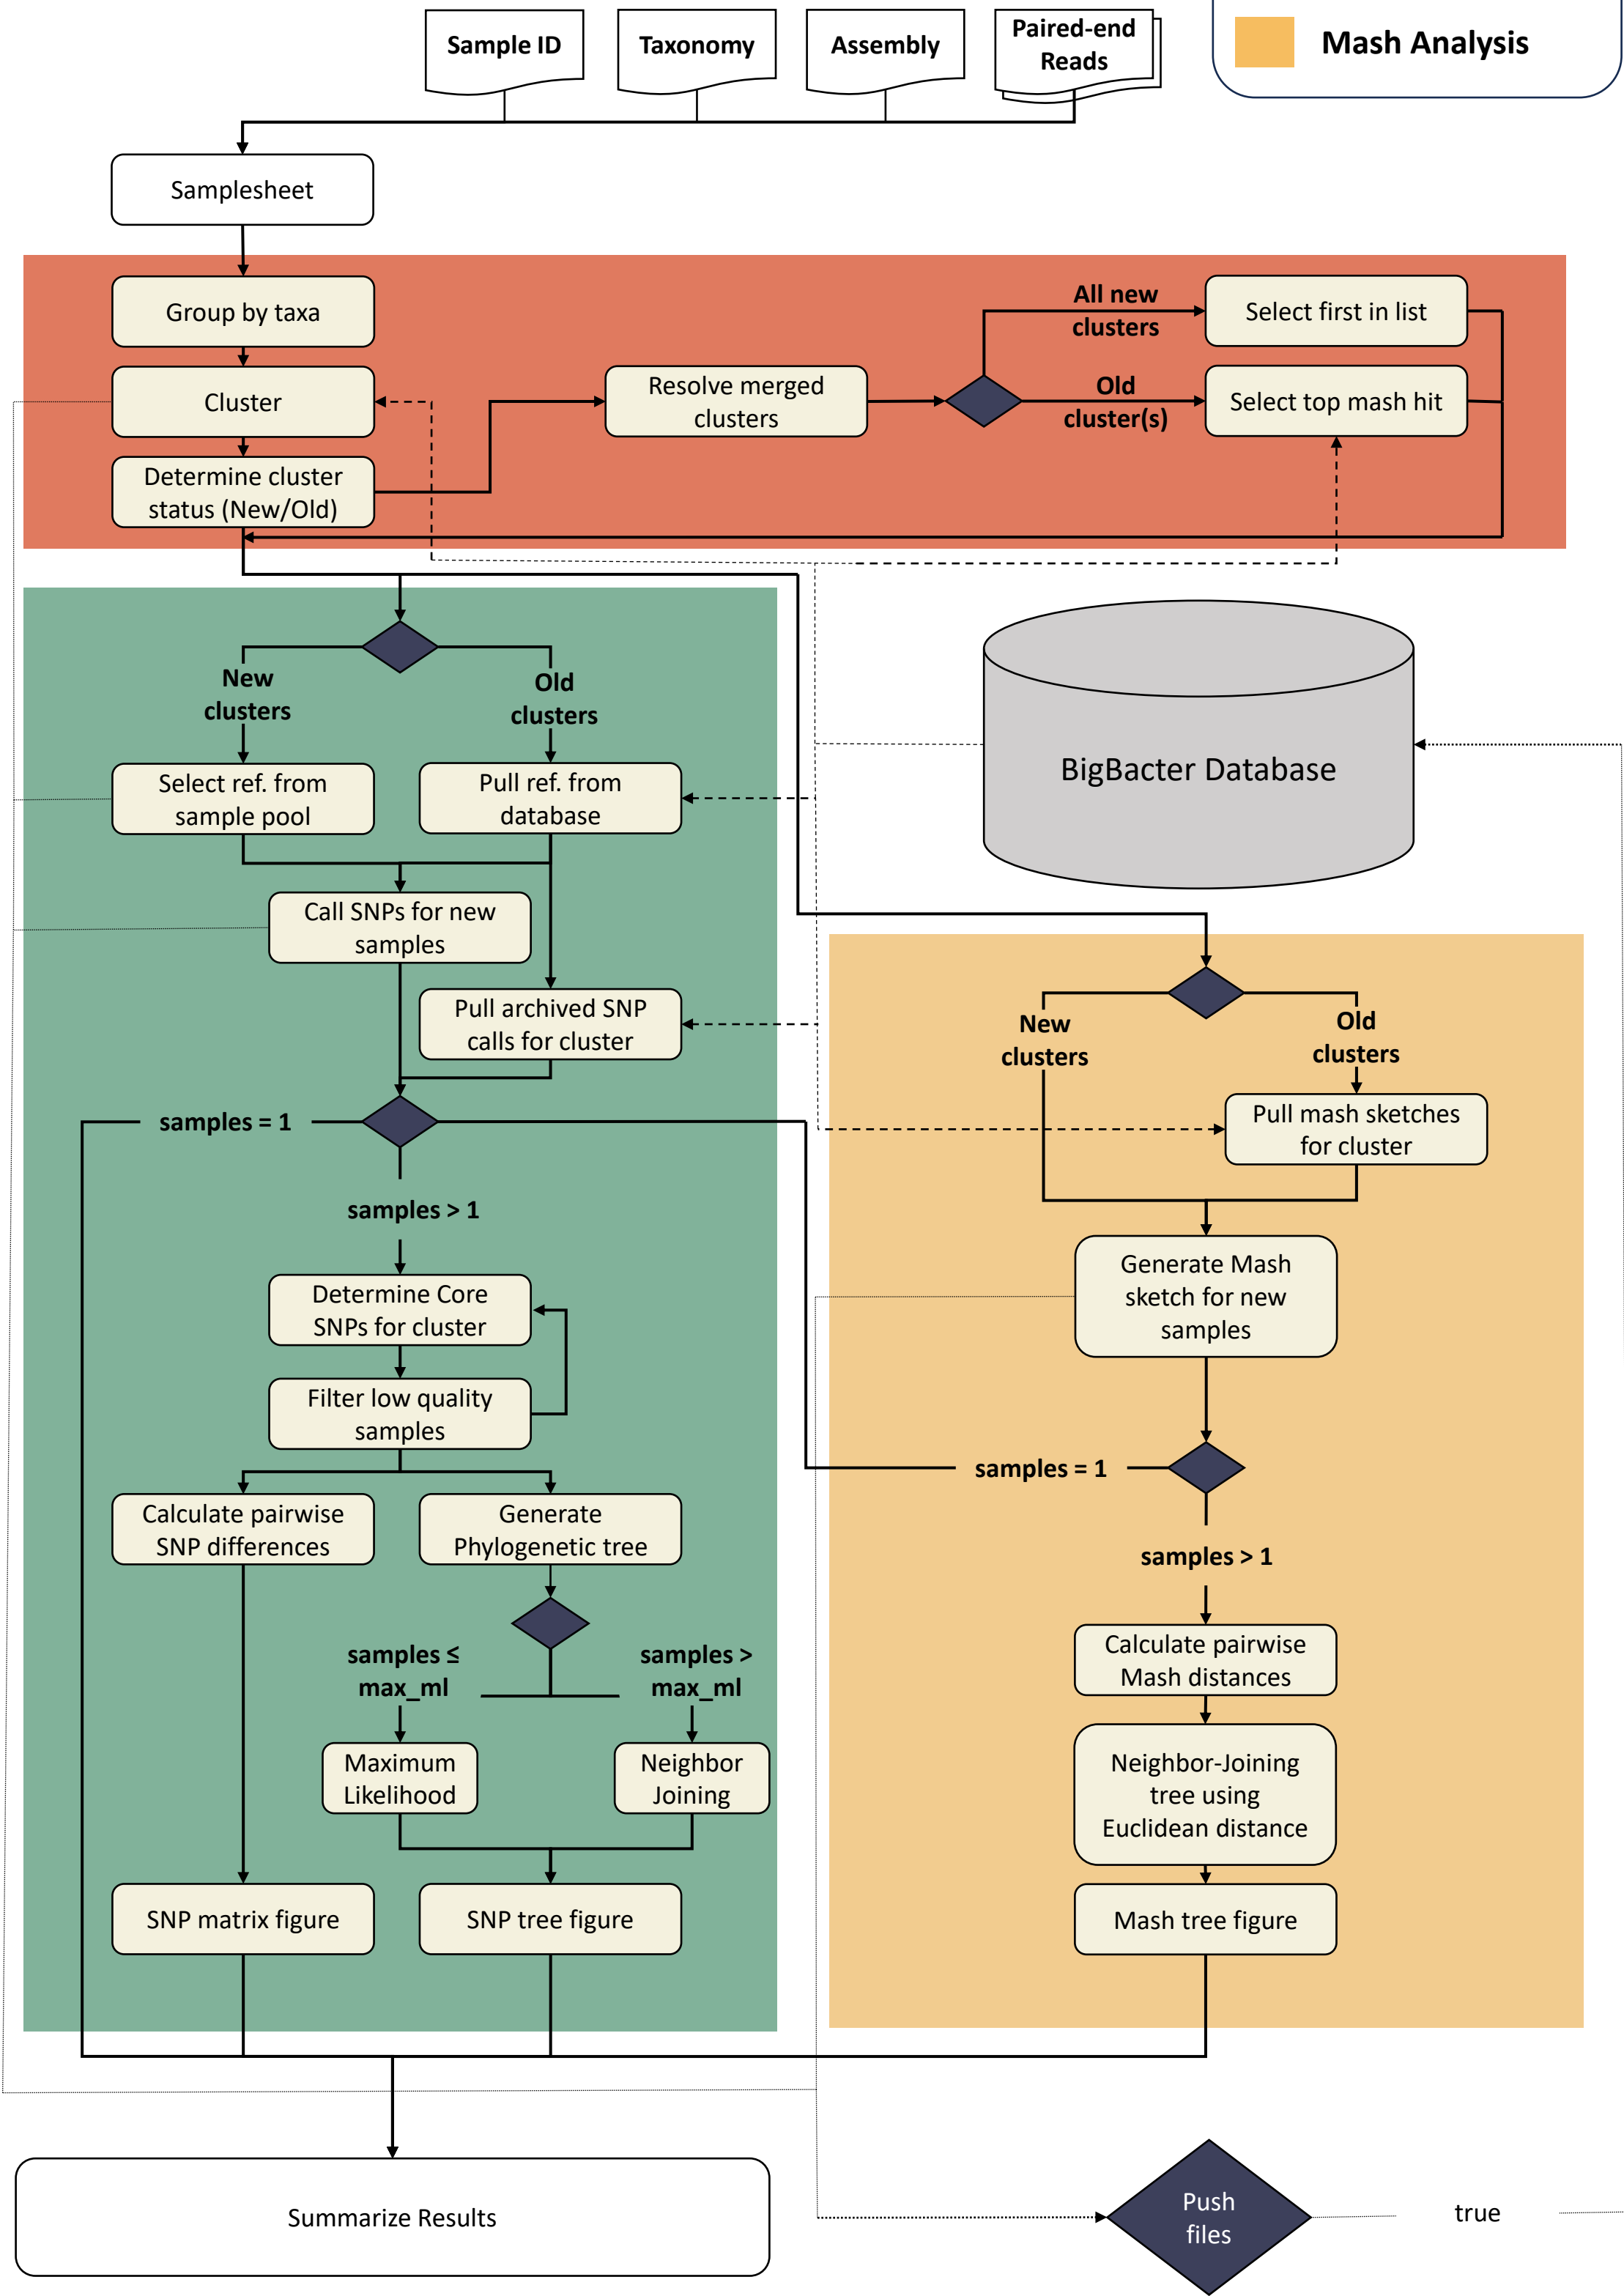 Sample ID
Taxonomy
Assembly
Paired-end
Reads
Mash Analysis
Samplesheet
Group by taxa
All new
clusters
Select first in list
Cluster
Resolve merged
clusters
Old
cluster(s)
Select top mash hit
Determine cluster
status (New/Old)
New
clusters
Old
clusters
BigBacter Database
Select ref. from
sample pool
Pull ref. from
database
Call SNPs for new
samples
Pull archived SNP
calls for cluster
New
clusters
Old
clusters
samples = 1
Pull mash sketches
for cluster
samples > 1
Generate Mash
sketch for new
samples
Determine Core
SNPs for cluster
Filter low quality
samples
samples = 1
Calculate pairwise
SNP differences
Generate
Phylogenetic tree
samples > 1
samples ≤
max_ml
samples >
max_ml
Calculate pairwise
Mash distances
Maximum
Likelihood
Neighbor
Joining
Neighbor-Joining
tree using
Euclidean distance
SNP matrix figure
SNP tree figure
Mash tree figure
Summarize Results
Push
files
true